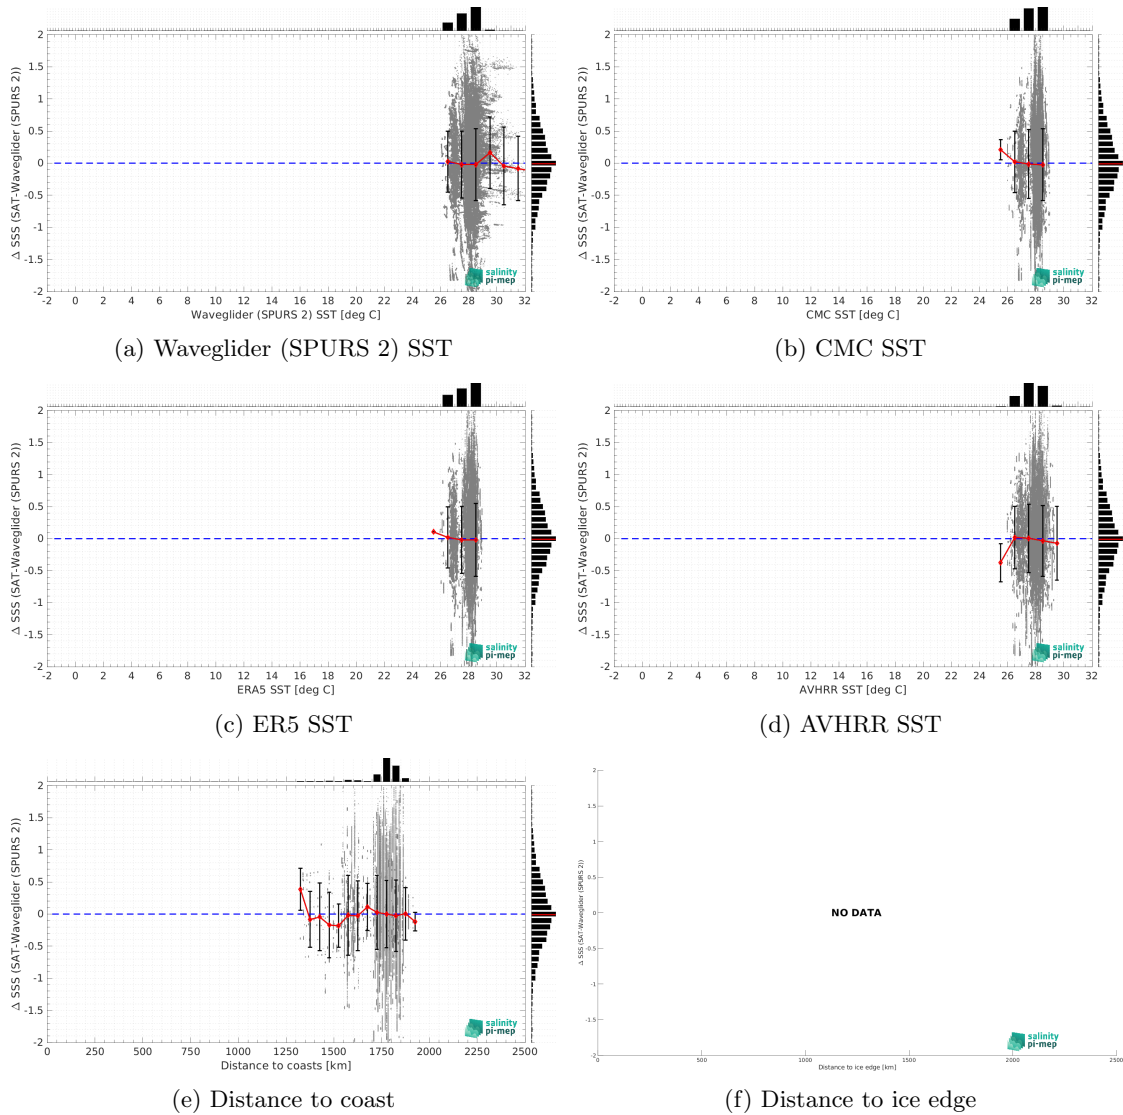 2
1.5
1
0.5
0
-0.5
-1
-1.5
-2
Δ SSS (SAT-Waveglider (SPURS 2))
salinity
pi-mep
-2 0 2 4 6 8 10 12 14 16 18 20 22 24 26 28 30 32
Waveglider (SPURS 2) SST [deg C]
(a) Waveglider (SPURS 2) SST
2
1.5
1
0.5
0
-0.5
-1
-1.5
-2
Δ SSS (SAT-Waveglider (SPURS 2))
salinity
pi-mep
-2 0 2 4 6 8 10 12 14 16 18 20 22 24 26 28 30 32
CMC SST [deg C]
(b) CMC SST
2
1.5
1
0.5
0
-0.5
-1
-1.5
-2
Δ SSS (SAT-Waveglider (SPURS 2))
salinity
pi-mep
-2 0 2 4 6 8 10 12 14 16 18 20 22 24 26 28 30 32
ERA5 SST [deg C]
(c) ER5 SST
2
1.5
1
0.5
0
-0.5
-1
-1.5
-2
Δ SSS (SAT-Waveglider (SPURS 2))
salinity
pi-mep
-2 0 2 4 6 8 10 12 14 16 18 20 22 24 26 28 30 32
AVHRR SST [deg C]
(d) AVHRR SST
2
1.5
1
0.5
0
-0.5
-1
-1.5
-2
Δ SSS (SAT-Waveglider (SPURS 2))
salinity
pi-mep
0 250 500 750 1000 1250 1500 1750 2000 2250 2500
Distance to coasts [km]
(e) Distance to coast
2
1.5
1
0.5
0
-0.5
-1
-1.5
-2
Δ SSS (SAT-Waveglider (SPURS 2))
NO DATA
salinity
pi-mep
0 500 1000 1500 2000 2500
Distance to ice edge [km]
(f) Distance to ice edge